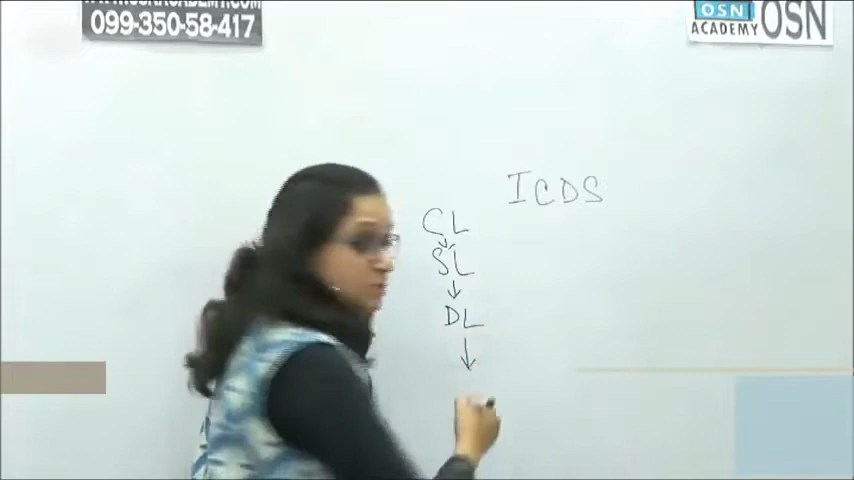 099-350-58-417
OSN
ACADEMY
OSN
ICDS
CL
SL
DL